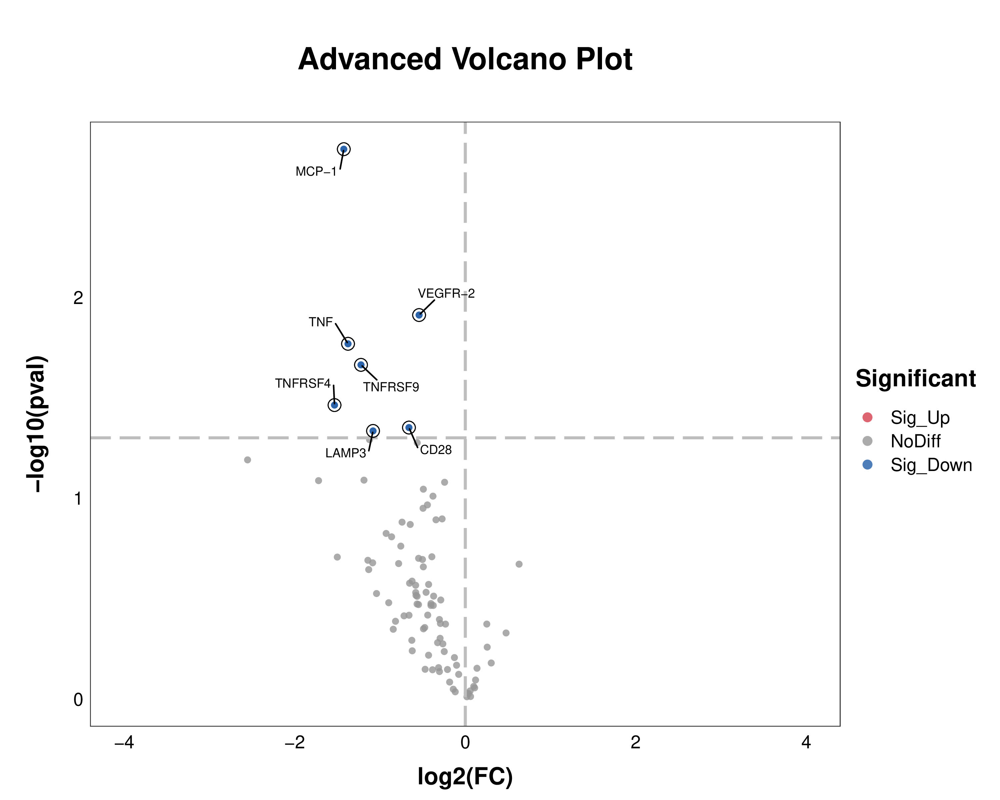 Advanced Volcano Plot
MCP−1
VEGFR−2
TNF
TNFRSF4
TNFRSF9
LAMP3
CD28
2
1
0
−log10(pval)
−4
−2
0
2
4
log2(FC)
Significant
Sig_Up
NoDiff
Sig_Down